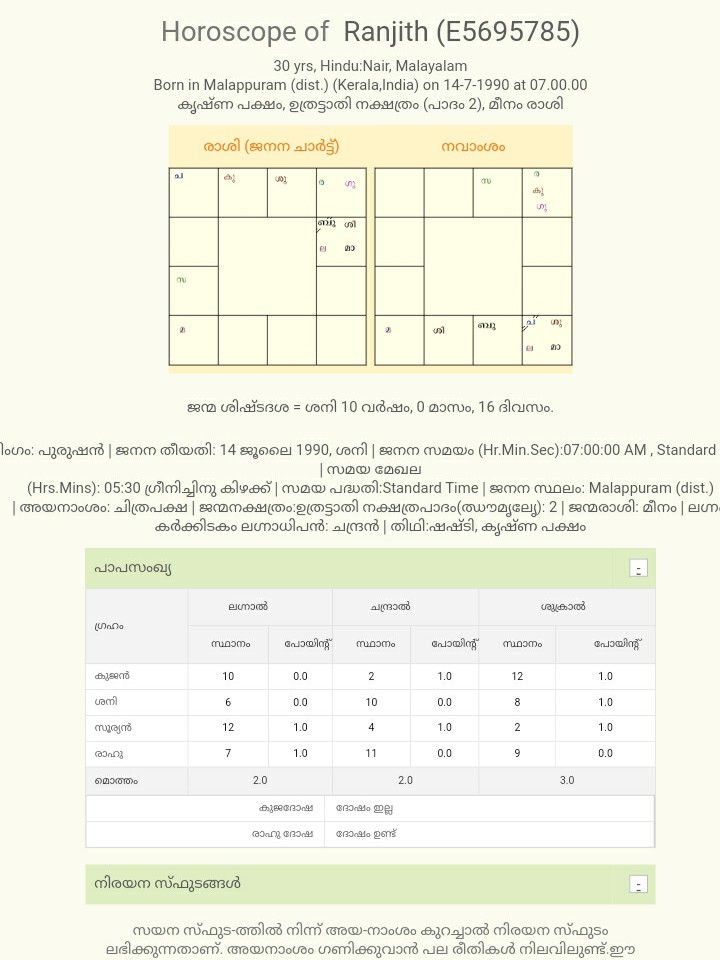 Horoscope of Ranjith (E5695785)
30 yrs, Hindu:Nair, Malayalam
Born in Malappuram (dist.) (Kerala,India) on 14-7-1990 at 07.00.00
കൃഷ്ണ പക്ഷം, ഉത്രട്ടാതി നക്ഷത്രം (പാദം 2), മീനം രാശി
രാശി (ജനന ചാർട്ട്) നവാംശം
ച കു ശു ര ഗു സ ര
കു
ഗു
ബു ശി
ല മാ
സ
മ മ ശി ബു ച ശു
ല മാ
ജന്മ ശിഷ്ടദശ = ശനി 10 വർഷം, 0 മാസം, 16 ദിവസം.
ിംഗം: പുരുഷൻ | ജനന തീയതി: 14 ജൂലൈ 1990, ശനി | ജനന സമയം (Hr.Min.Sec):07:00:00 AM , Standard
| സമയ മേഖല
(Hrs.Mins): 05:30 ഗ്രീനിച്ചിനു കിഴക്ക് | സമയ പദ്ധതി:Standard Time | ജനന സ്ഥലം: Malappuram (dist.)
| അയനാംശം: ചിത്രപക്ഷ | ജന്മനക്ഷത്രം:ഉത്രട്ടാതി 2 | ജന്മരാശി: മീനം |
കർക്കിടകം ലഗ്നാധിപൻ: ചന്ദ്രൻ | തിഥി:ഷഷ്ടി, കൃഷ്ണ പക്ഷം
പാപസംഖ്യ -
ഗ്രഹം ലഗ്നാൽ ചന്ദ്രാൽ ശുക്രാൽ
സ്ഥാനം പോയിന്റ് സ്ഥാനം പോയിന്റ് സ്ഥാനം പോയിന്റ്
കുജൻ 10 0.0 2 1.0 12 1.0
ശനി 6 0.0 10 0.0 8 1.0
സൂര്യൻ 12 1.0 4 1.0 2 1.0
രാഹു 7 1.0 11 0.0 9 0.0
മൊത്തം 2.0 2.0 3.0
കുജദോഷ ദോഷം ഇല്ല
രാഹു ദോഷ ദോഷം ഉണ്ട്
നിരയന സ്ഫുടങ്ങൾ -
സയന സ്ഫുട-ത്തിൽ നിന്ന് അയ-നാംശം കുറച്ചാൽ നിരയന സ്ഫുടം
ലഭിക്കുന്നതാണ്. അയനാംശം ഗണിക്കുവാൻ പല രീതികൾ നിലവിലുണ്ട്.ഈ